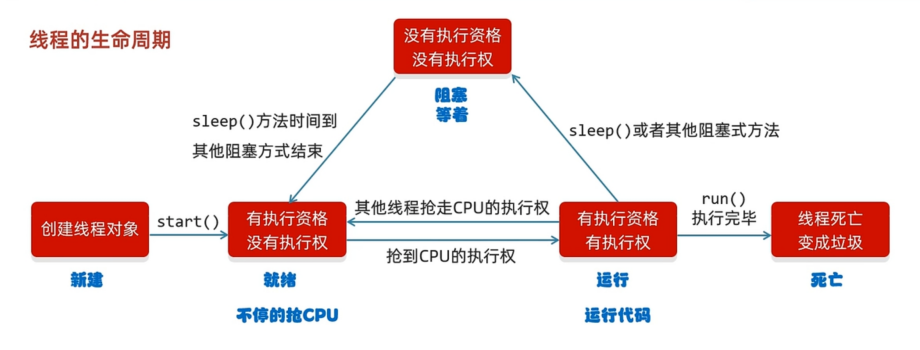 线程的生命周期
没有执行资格
没有执行权
阻塞
等着
sleep()方法时间到
其他阻塞方式结束
sleep()或者其他阻塞式方法
创建线程对象
start()
有执行资格
没有执行权
其他线程抢走CPU的执行权
抢到CPU的执行权
有执行资格
有执行权
run()
执行完毕
线程死亡
变成垃圾
新建
就绪
运行
死亡
不停的抢CPU
运行代码